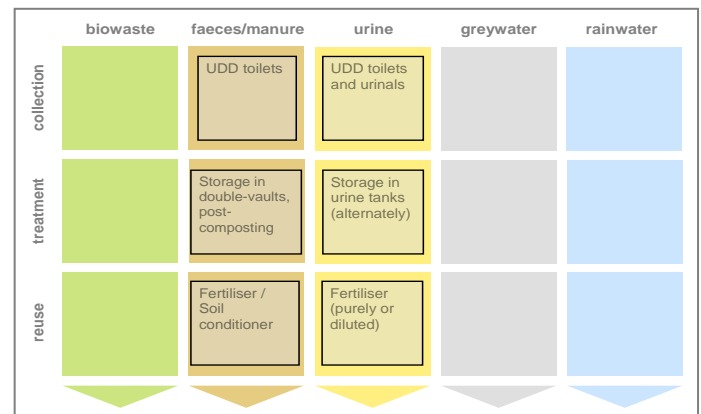 biowaste
faeces/manure
urine
greywater
rainwater
collection
UDD toilets
UDD toilets
and urinals
treatment
Storage in
double-vaults,
post-
composting
Storage in
urine tanks
(alternately)
reuse
Fertiliser /
Soil
conditioner
Fertiliser
(purely or
diluted)